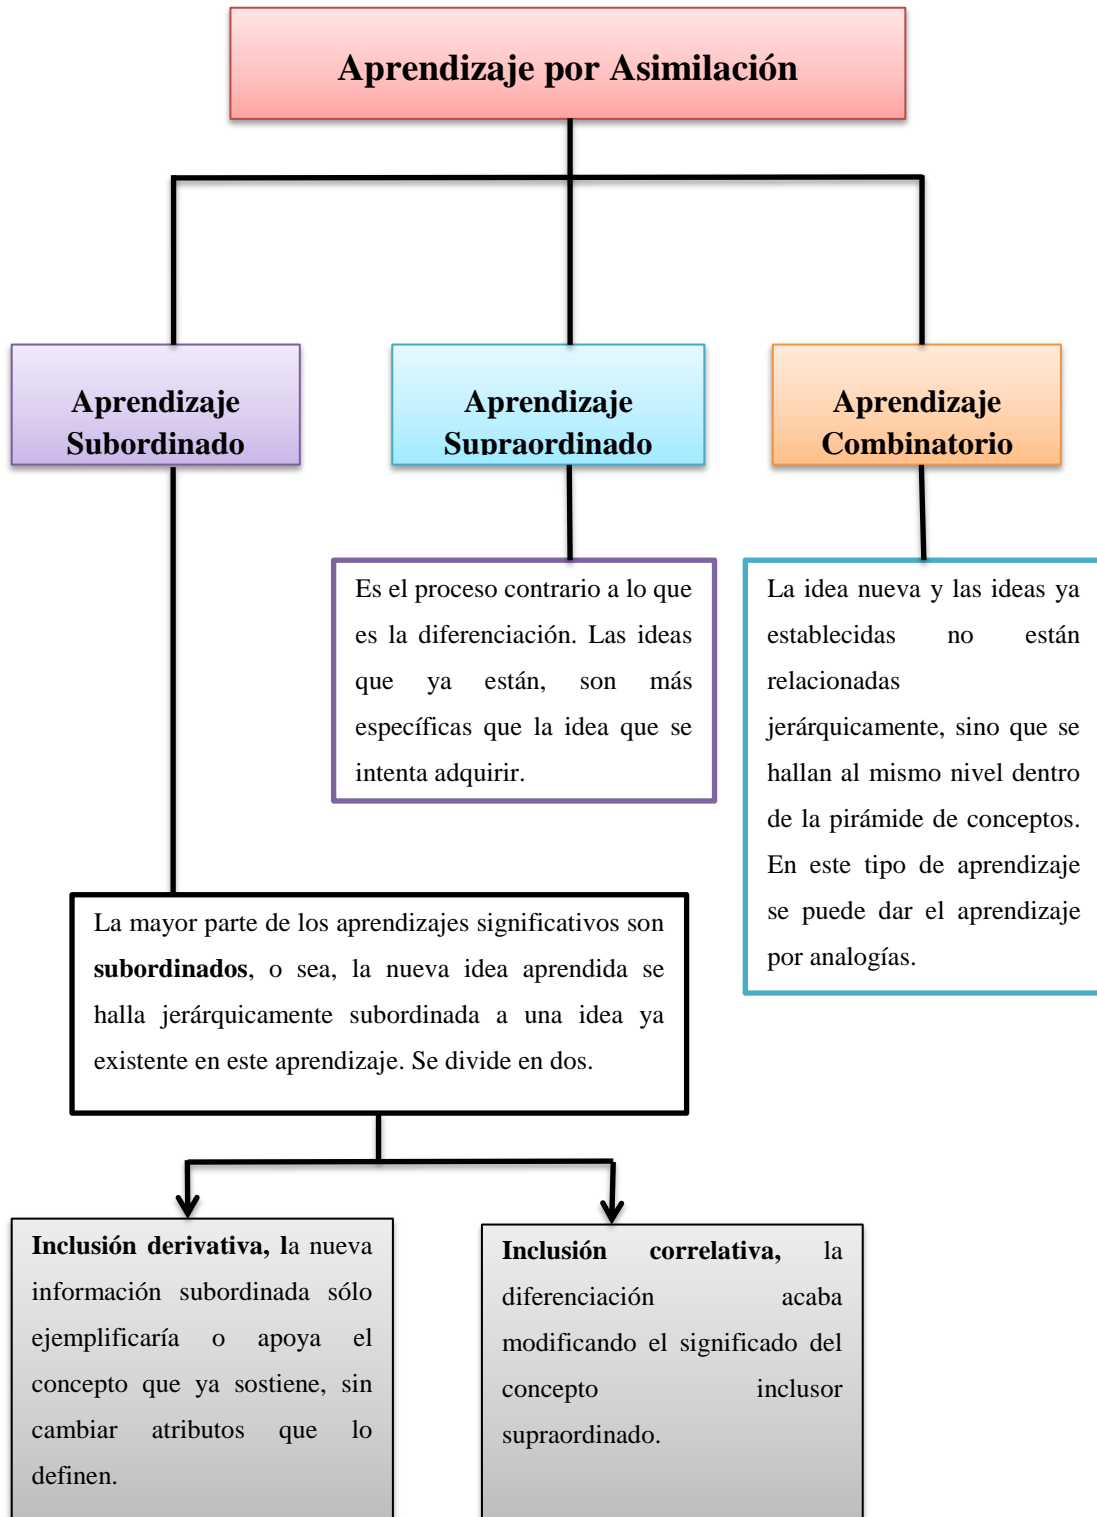 Aprendizaje por Asimilación
Aprendizaje
Subordinado
Aprendizaje
Supraordinado
Aprendizaje
Combinatorio
Es el proceso contrario a lo que
es la diferenciación. Las ideas
que ya están, son más
específicas que la idea que se
intenta adquirir.
La idea nueva y las ideas ya
establecidas no están
relacionadas
jerárquicamente, sino que se
hallan al mismo nivel dentro
de la pirámide de conceptos.
En este tipo de aprendizaje
se puede dar el aprendizaje
por analogías.
La mayor parte de los aprendizajes significativos son
subordinados, o sea, la nueva idea aprendida se
halla jerárquicamente subordinada a una idea ya
existente en este aprendizaje. Se divide en dos.
Inclusión derivativa, la nueva
información subordinada sólo
ejemplificaría o apoya el
concepto que ya sostiene, sin
cambiar atributos que lo
definen.
Inclusión correlativa, la
diferenciación acaba
modificando el significado del
concepto inclusor
supraordinado.